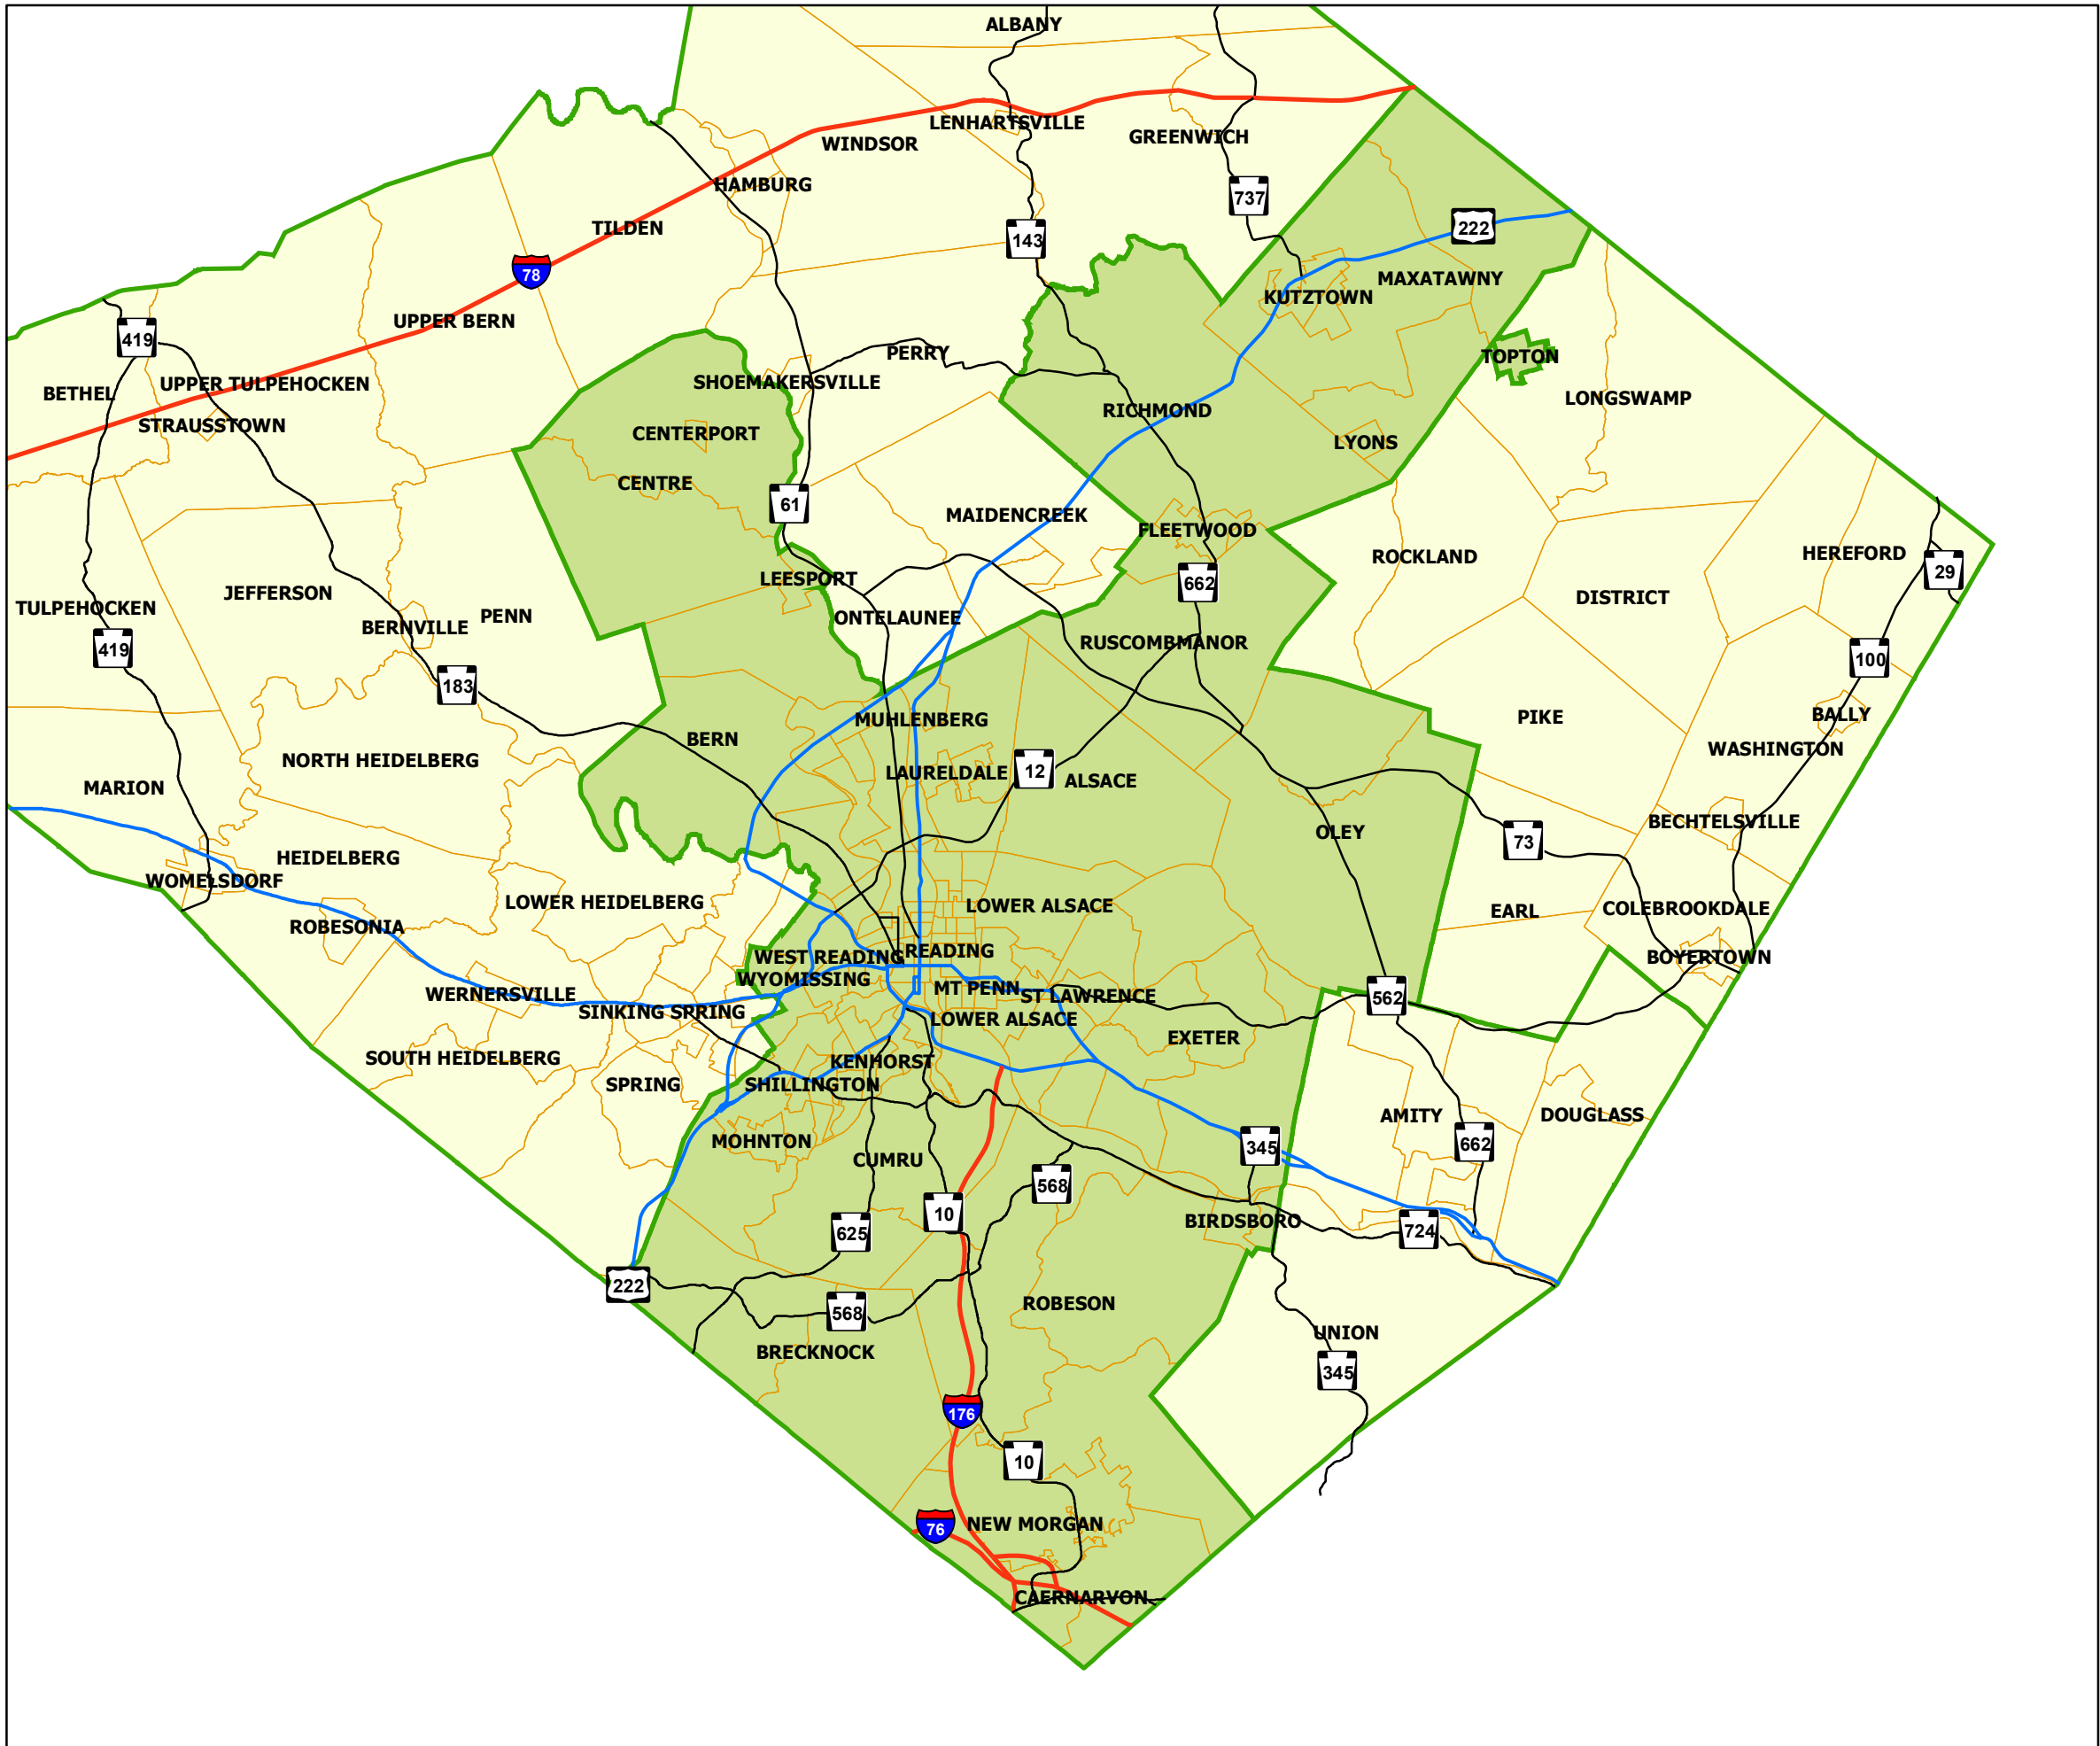 ALBANY
LENHARTSVILLE
WINDSOR
GREENWICH
HAMBURG
737
TILDEN
222
143
78
MAXATAWNY
KUTZTOWN
UPPER BERN
419
PERRY
TOPTON
UPPER TULPEHOCKEN
SHOEMAKERSVILLE
BETHEL
LONGSWAMP
RICHMOND
STRAUSSTOWN
CENTERPORT
LYONS
CENTRE
61
MAIDENCREEK
FLEETWOOD
HEREFORD
ROCKLAND
29
LEESPORT
662
JEFFERSON
DISTRICT
TULPEHOCKEN
PENN
ONTELAUNEE
BERNVILLE
RUSCOMBMANOR
419
100
183
BALLY
PIKE
MUHLENBERG
BERN
WASHINGTON
NORTH HEIDELBERG
LAURELDALE
12
ALSACE
MARION
BECHTELSVILLE
OLEY
73
HEIDELBERG
WOMELSDORF
LOWER HEIDELBERG
LOWER ALSACE
EARL
COLEBROOKDALE
ROBESONIA
READING
WEST READING
BOYERTOWN
WYOMISSING
MT PENN
WERNERSVILLE
ST LAWRENCE
562
SINKING SPRING
LOWER ALSACE
EXETER
SOUTH HEIDELBERG
KENHORST
SPRING
SHILLINGTON
AMITY
DOUGLASS
MOHNTON
662
345
CUMRU
568
10
BIRDSBORO
625
724
222
568
ROBESON
UNION
BRECKNOCK
345
176
10
NEW MORGAN
76
CAERNARVON